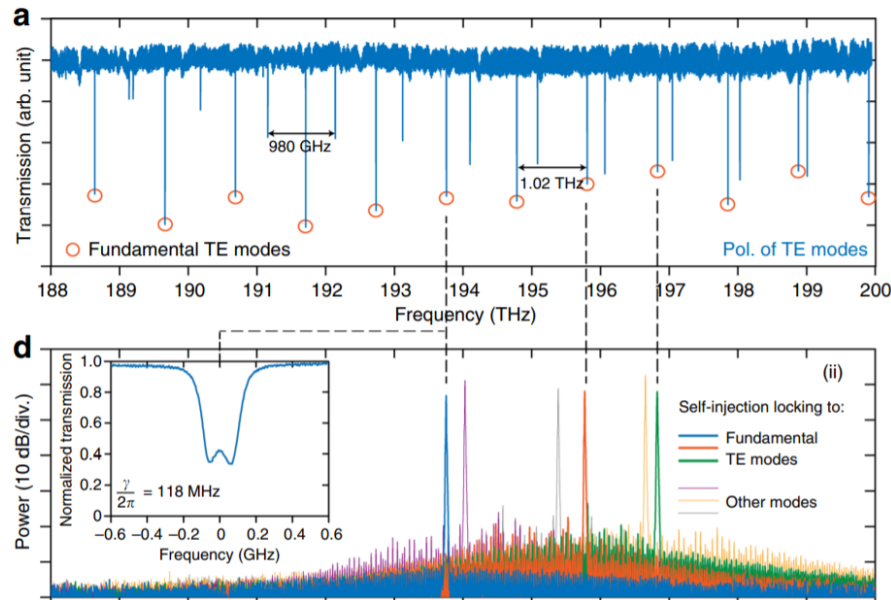 a
Transmission (arb. unit)
980 GHz
1.02 THz
Fundamental TE modes
Pol. of TE modes
188 189 190 191 192 193 194 195 196 197 198 199 200
Frequency (THz)
d
(ii)
Power (10 dB/div.)
Normalized transmission
1.0
0.8
0.6
0.4
0.2
0
γ/2π = 118 MHz
−0.6 −0.4 −0.2 0 0.2 0.4 0.6
Frequency (GHz)
Self-injection locking to:
Fundamental
TE modes
Other modes